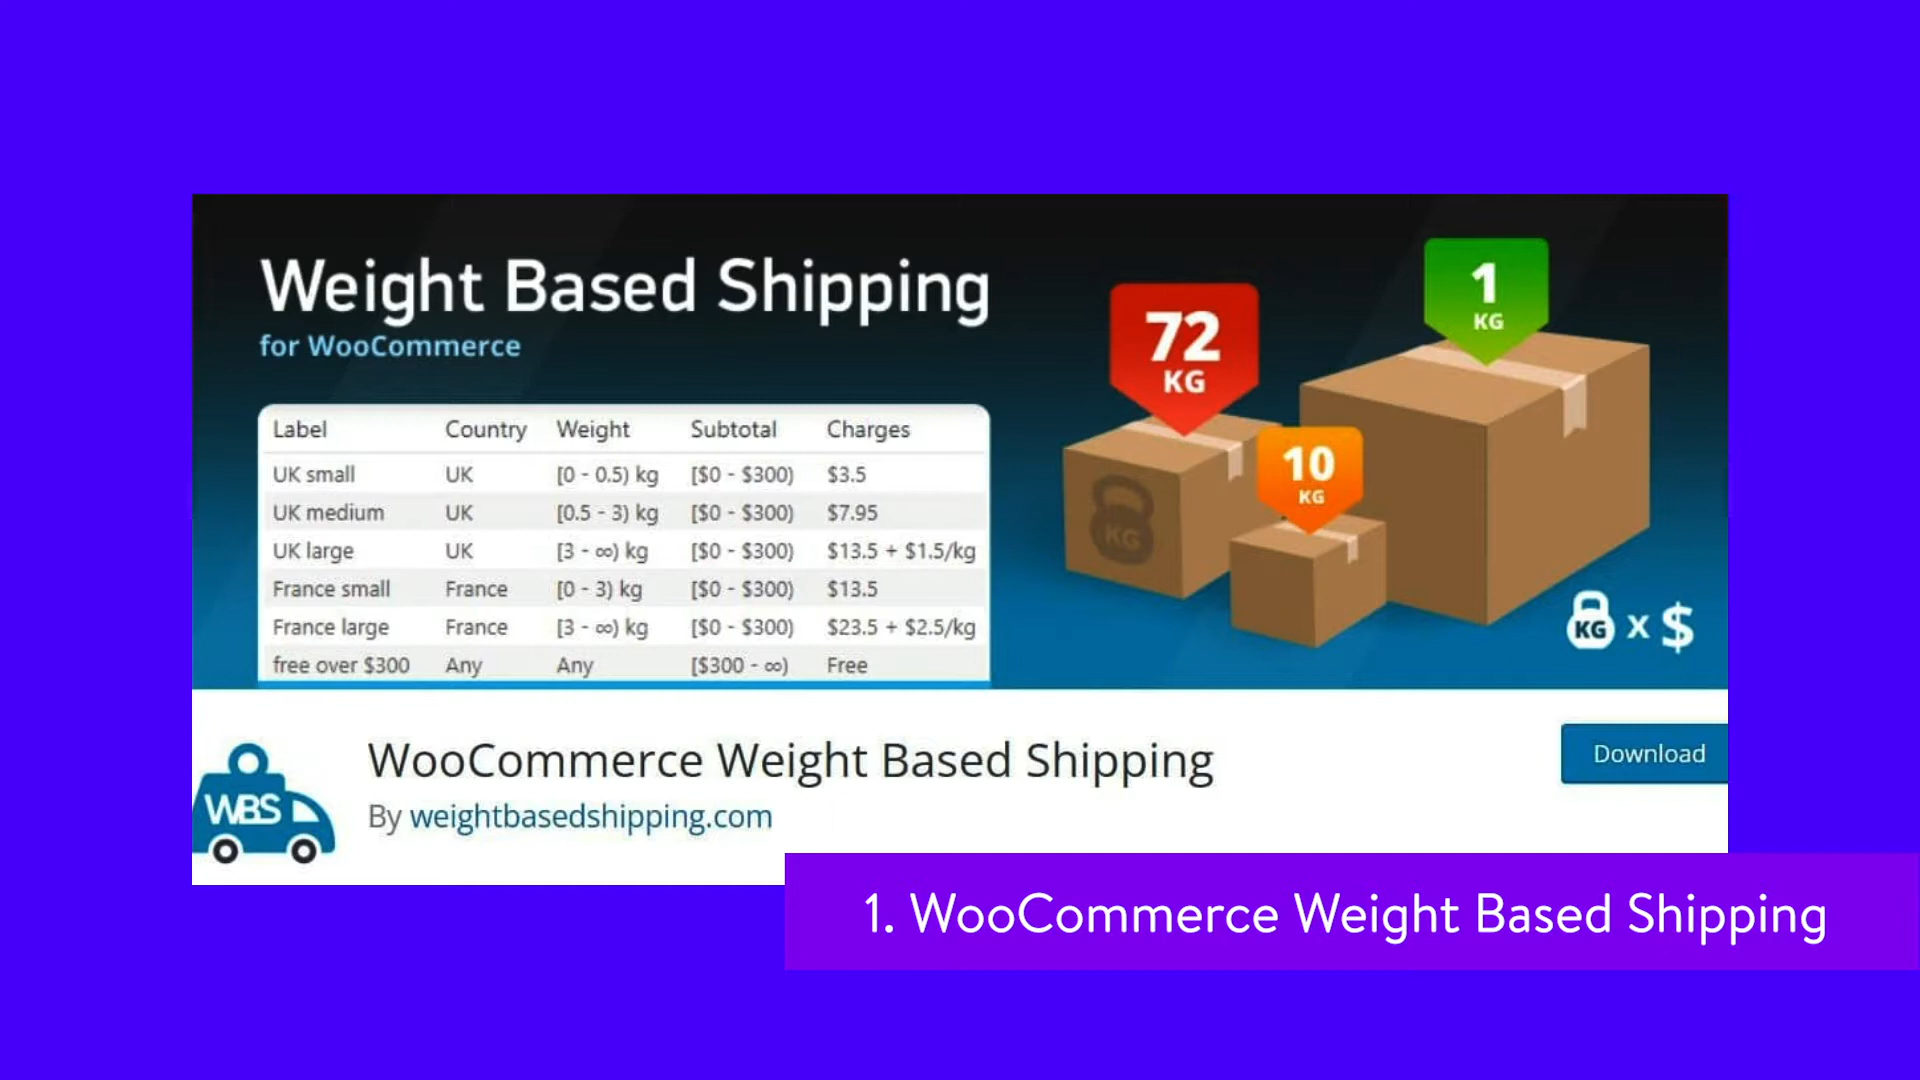 Weight Based Shipping
for WooCommerce
Label Country Weight Subtotal Charges
UK small UK [0 - 0.5) kg [$0 - $300) $3.5
UK medium UK [0.5 - 3) kg [$0 - $300) $7.95
UK large UK [3 - ∞) kg [$0 - $300) $13.5 + $1.5/kg
France small France [0 - 3) kg [$0 - $300) $13.5
France large France [3 - ∞) kg [$0 - $300) $23.5 + $2.5/kg
free over $300 Any Any [$300 - ∞) Free
72
KG
1
KG
10
KG
KG
KG x $
WBS
WooCommerce Weight Based Shipping
By weightbasedshipping.com
Download
1. WooCommerce Weight Based Shipping